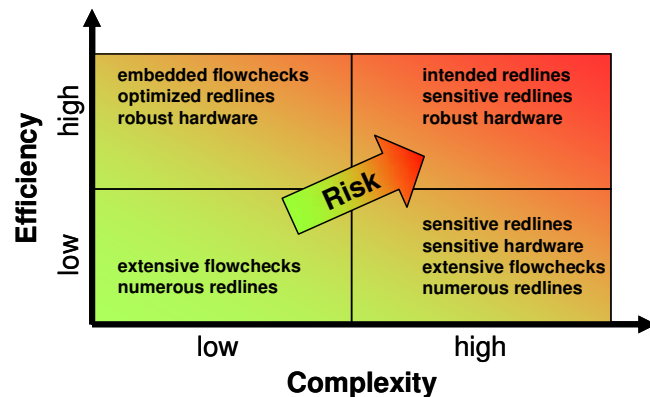 embedded flowchecks
optimized redlines
robust hardware
intended redlines
sensitive redlines
robust hardware
Efficiency
high
low
Risk
extensive flowchecks
numerous redlines
sensitive redlines
sensitive hardware
extensive flowchecks
numerous redlines
low
high
Complexity